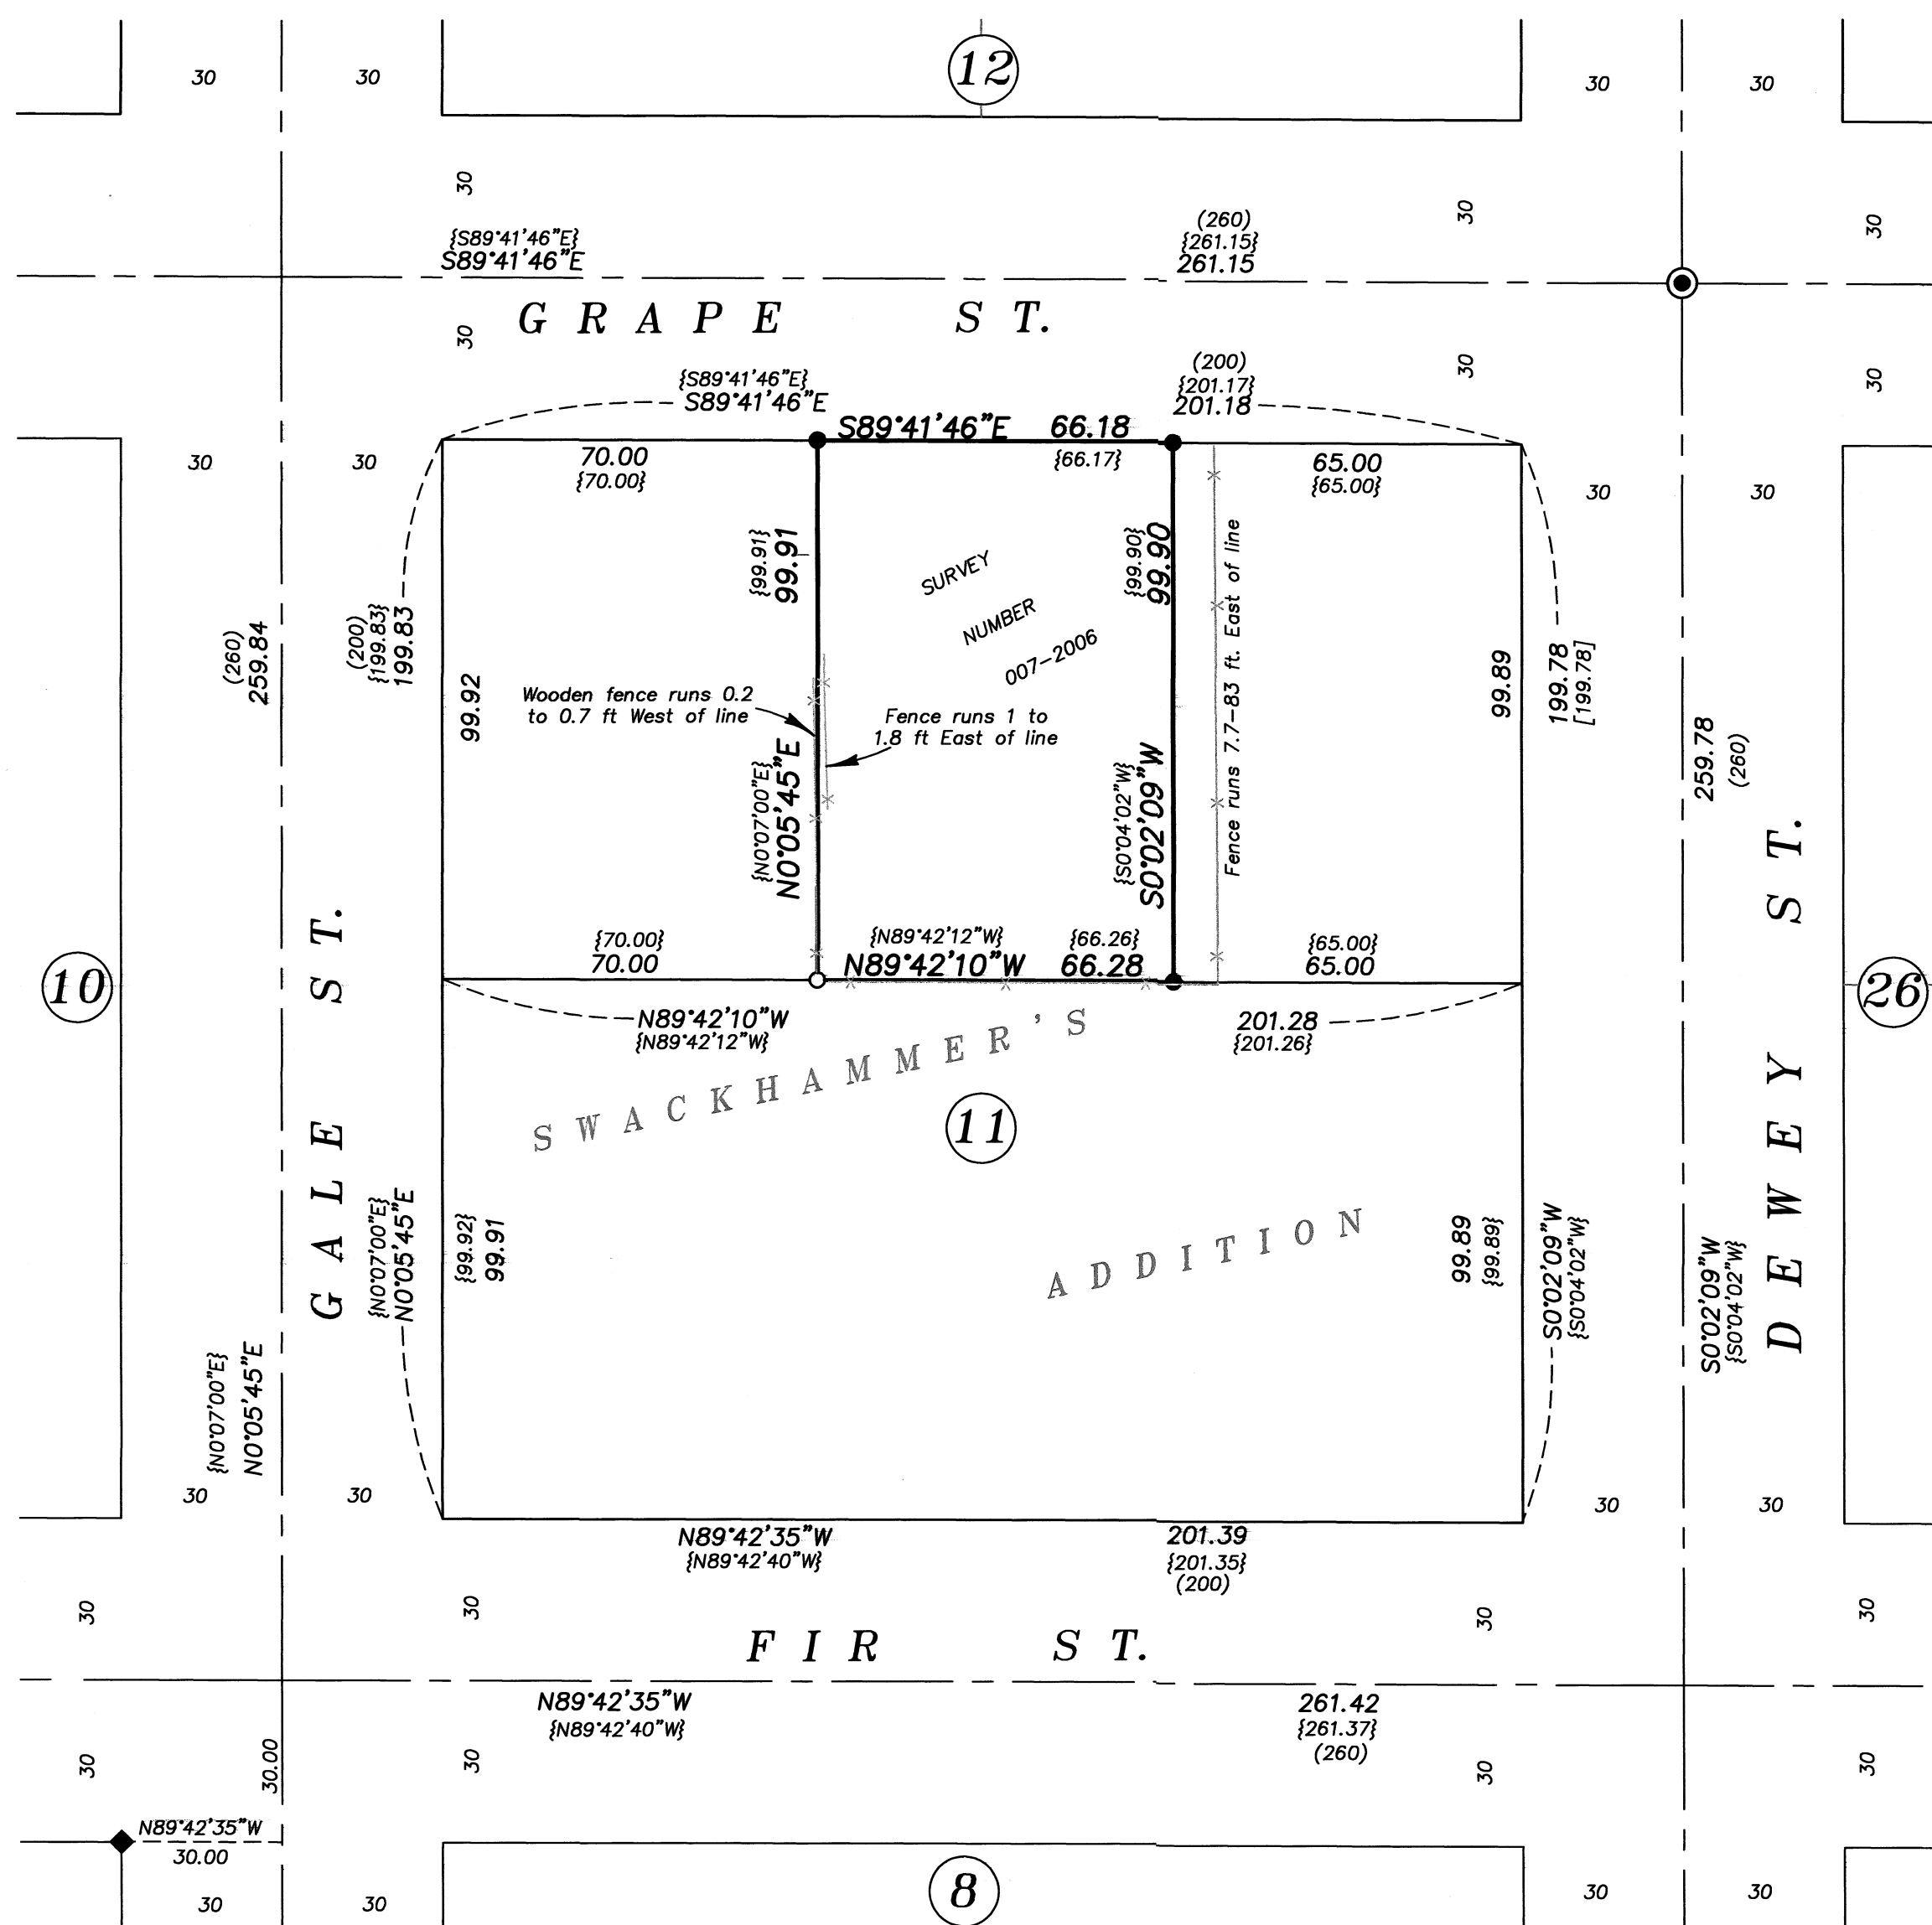 12
30
30
30
30
30
30
30
{S89°41'46"E}
S89°41'46"E
(260)
{261.15}
261.15
GRAPE ST.
30
30
30
{S89°41'46"E}
S89°41'46"E
(200)
{201.17}
201.18
S89°41'46"E 66.18
{66.17}
70.00
{70.00}
65.00
{65.00}
30
30
30
30
{99.91}
99.91
{99.90}
99.90
SURVEY
NUMBER
007-2006
Fence runs 7.7-83 ft. East of line
(260)
259.84
(200)
{199.83}
199.83
99.92
99.89
199.78
[199.78]
259.78
(260)
Wooden fence runs 0.2
to 0.7 ft West of line
Fence runs 1 to
1.8 ft East of line
{N0°07'00"E}
N0°05'45"E
{S0°04'02"W}
S0°02'09"W
{70.00}
70.00
{N89°42'12"W}
{66.26}
N89°42'10"W 66.28
{65.00}
65.00
10
26
GALE ST.
DEWEY ST.
N89°42'10"W
{N89°42'12"W}
201.28
{201.26}
SWACKHAMMER'S
11
ADDITION
{N0°07'00"E}
N0°05'45"E
{99.92}
99.91
99.89
{99.89}
S0°02'09"W
{S0°04'02"W}
S0°02'09"W
{S0°04'02"W}
{N0°07'00"E}
N0°05'45"E
30
30
30
30
N89°42'35"W
{N89°42'40"W}
201.39
{201.35}
(200)
30
30
30
30
FIR ST.
N89°42'35"W
{N89°42'40"W}
261.42
{261.37}
(260)
30
30.00
30
30
30
N89°42'35"W
30.00
30
30
8
30
30